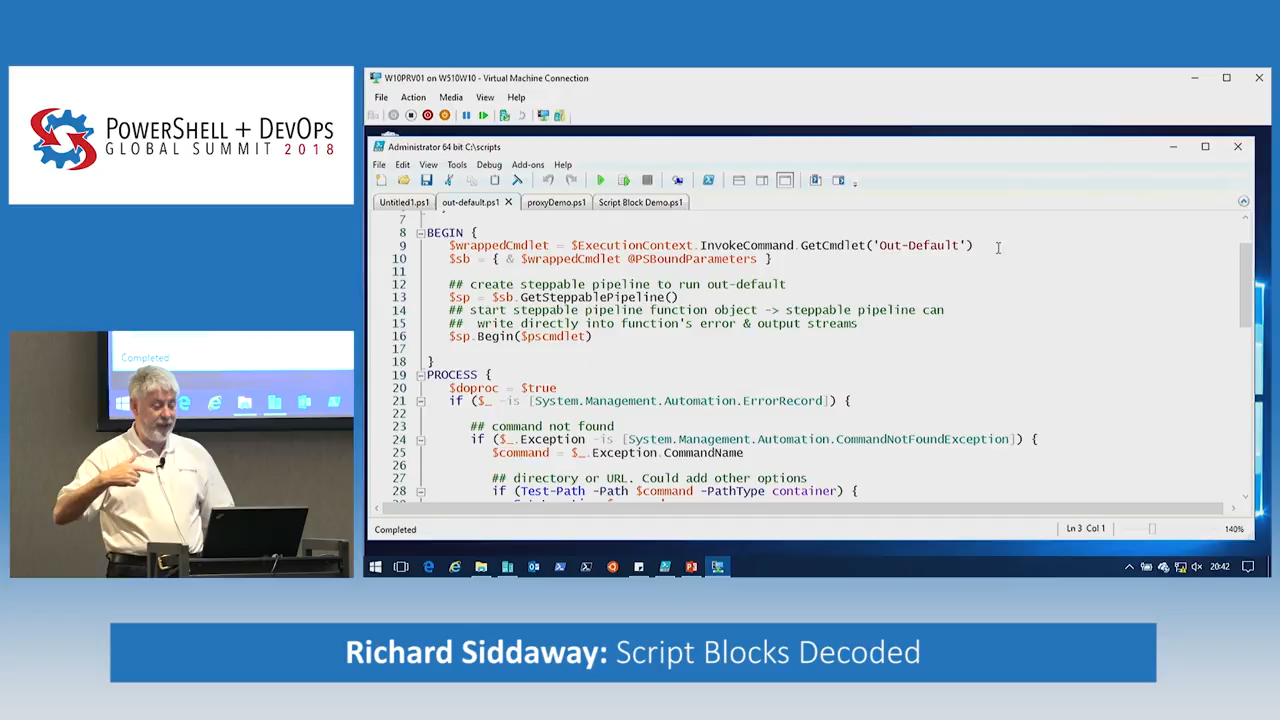 POWERSHELL + DEVOPS
GLOBAL SUMMIT 2018
Completed
W10PRV01 on W510W10 - Virtual Machine Connection
File Action Media View Help
Administrator 64 bit C:\scripts
File Edit View Tools Debug Add-ons Help
Untitled1.ps1 out-default.ps1 proxyDemo.ps1 Script Block Demo.ps1
7 }
8 BEGIN {
9 $wrappedCmdlet = $ExecutionContext.InvokeCommand.GetCmdlet('Out-Default')
10 $sb = { & $wrappedCmdlet @PSBoundParameters }
11
12 ## create steppable pipeline to run out-default
13 $sp = $sb.GetSteppablePipeline()
14 ## start steppable pipeline function object -> steppable pipeline can
15 ## write directly into function's error & output streams
16 $sp.Begin($pscmdlet)
17
18 }
19 PROCESS {
20 $doproc = $true
21 if ($_ -is [System.Management.Automation.ErrorRecord]) {
22
23 ## command not found
24 if ($_.Exception -is [System.Management.Automation.CommandNotFoundException]) {
25 $command = $_.Exception.CommandName
26
27 ## directory or URL. Could add other options
28 if (Test-Path -Path $command -PathType container) {
Completed
Ln 3 Col 1
140%
20:42
Richard Siddaway: Script Blocks Decoded